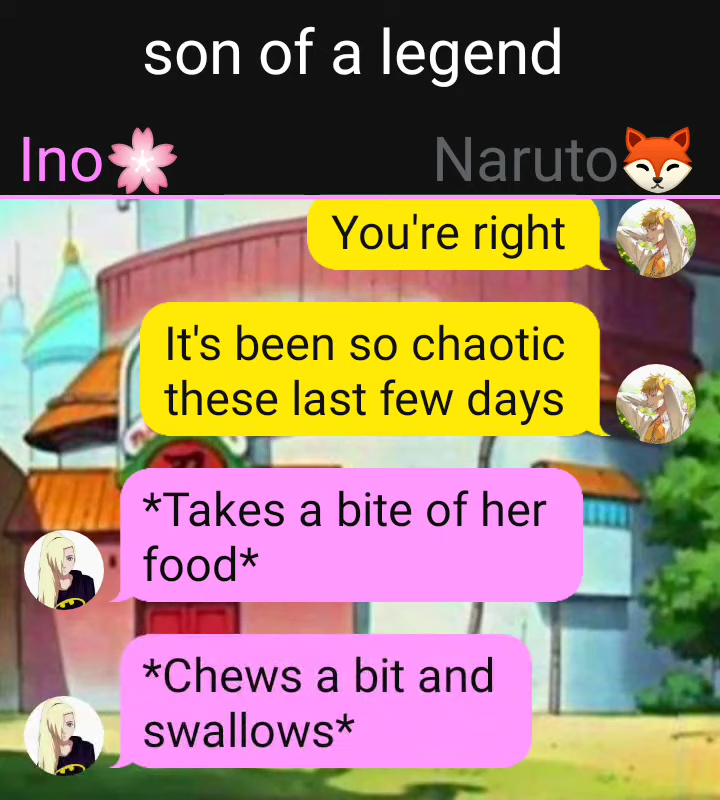 son of a legend
Ino🌸 Naruto🦊
You're right
It's been so chaotic
these last few days
*Takes a bite of her
food*
*Chews a bit and
swallows*